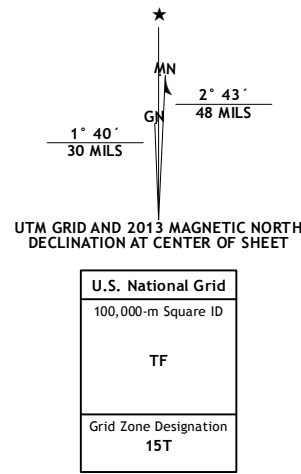 ★
MN
GN
2° 43´
48 MILS
1° 40´
30 MILS
UTM GRID AND 2013 MAGNETIC NORTH
DECLINATION AT CENTER OF SHEET
U.S. National Grid
100,000-m Square ID
TF
Grid Zone Designation
15T